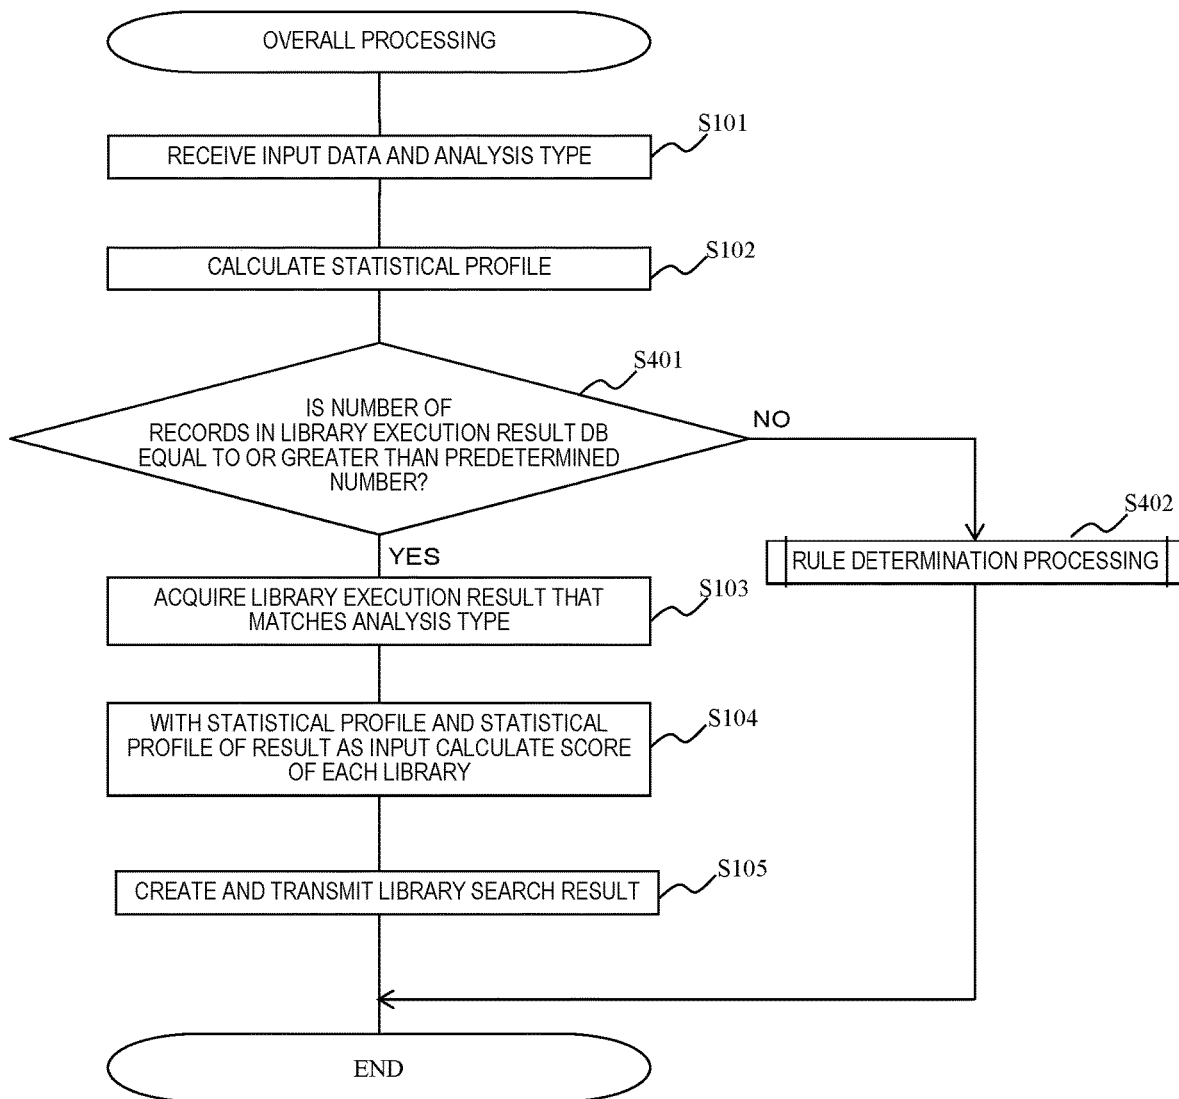 OVERALL PROCESSING
S101
RECEIVE INPUT DATA AND ANALYSIS TYPE
S102
CALCULATE STATISTICAL PROFILE
S401
IS NUMBER OF
RECORDS IN LIBRARY EXECUTION RESULT DB
EQUAL TO OR GREATER THAN PREDETERMINED
NUMBER?
NO
YES
S402
RULE DETERMINATION PROCESSING
S103
ACQUIRE LIBRARY EXECUTION RESULT THAT
MATCHES ANALYSIS TYPE
S104
WITH STATISTICAL PROFILE AND STATISTICAL
PROFILE OF RESULT AS INPUT CALCULATE SCORE
OF EACH LIBRARY
S105
CREATE AND TRANSMIT LIBRARY SEARCH RESULT
END